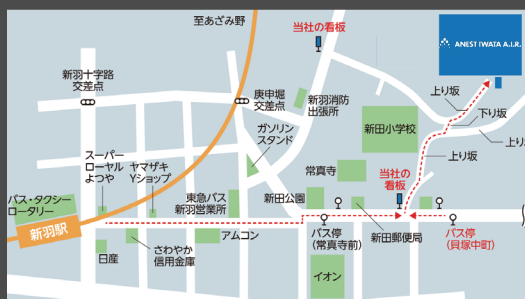 至あざみ野
当社の看板
ANEST IWATA A.I.R.
新羽十字路
交差点
庚申堀
交差点
新羽消防
出張所
ガソリン
スタンド
新田小学校
上り坂
下り坂
上り
上り坂
スーパー
ローヤル
よつや
ヤマザキ
Yショップ
常真寺
当社の
看板
バス・タクシー
ロータリー
東急バス
新羽営業所
新田公園
新羽駅
日産
さわやか
信用金庫
アムコン
バス停
(常真寺前)
新田郵便局
バス停
(貝塚中町)
イオン